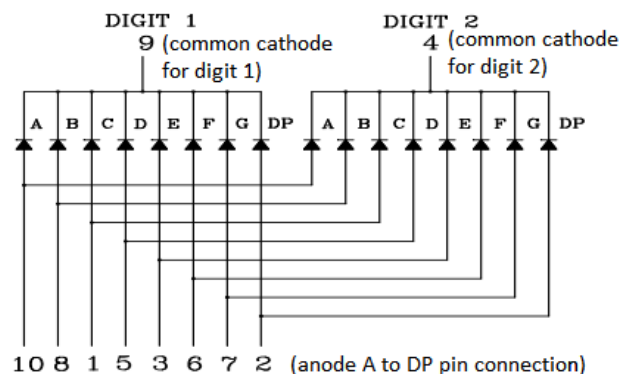 DIGIT 1
9 (common cathode
for digit 1)
DIGIT 2
4 (common cathode
for digit 2)
A B C D E F G DP
A B C D E F G DP
10 8 1 5 3 6 7 2 (anode A to DP pin connection)